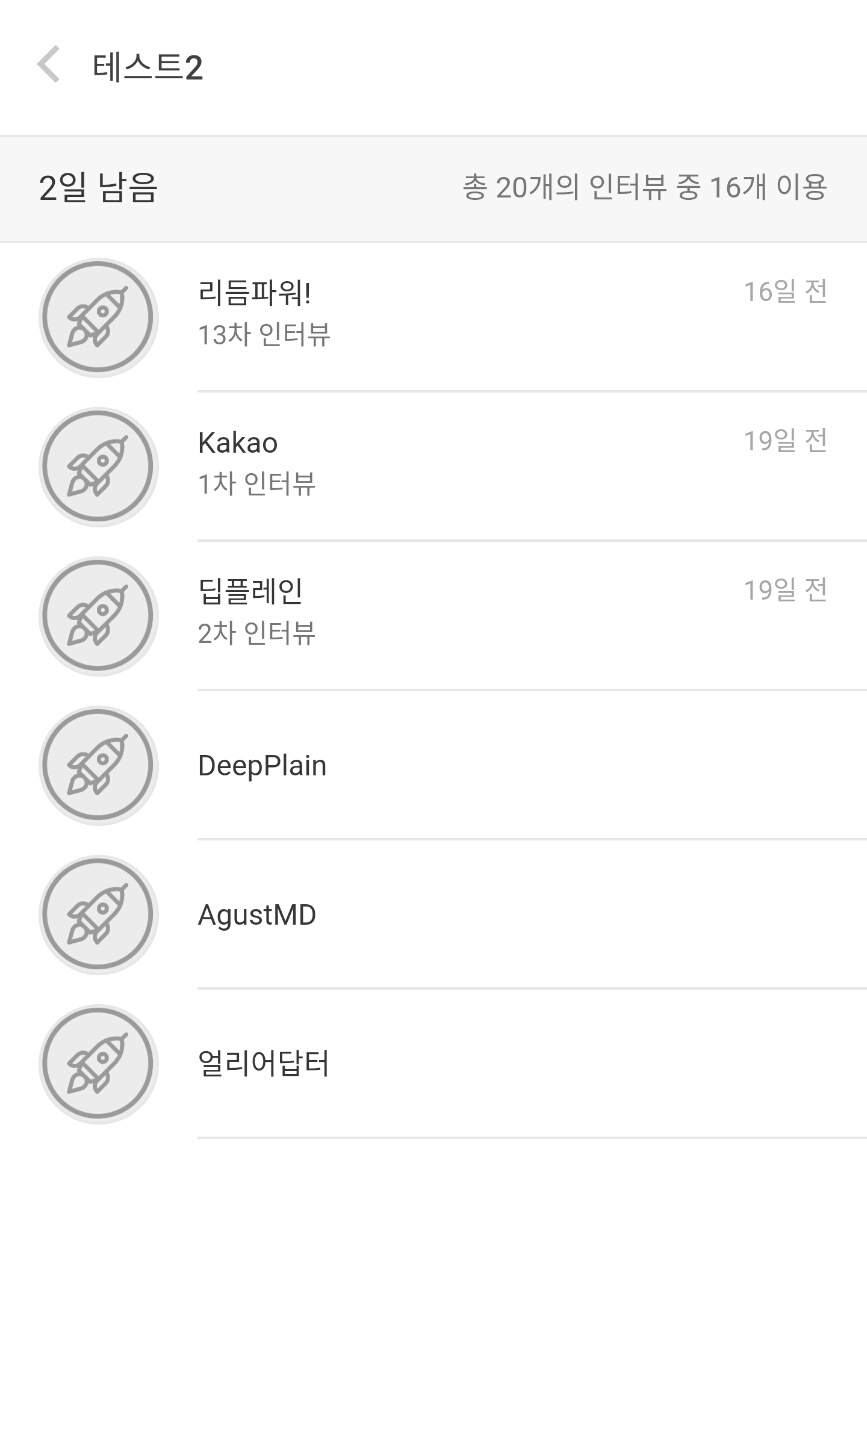 테스트2
2일 남음
총 20개의 인터뷰 중 16개 이용
리듬파워!
16일 전
13차 인터뷰
Kakao
19일 전
1차 인터뷰
딥플레인
19일 전
2차 인터뷰
DeepPlain
AgustMD
얼리어답터